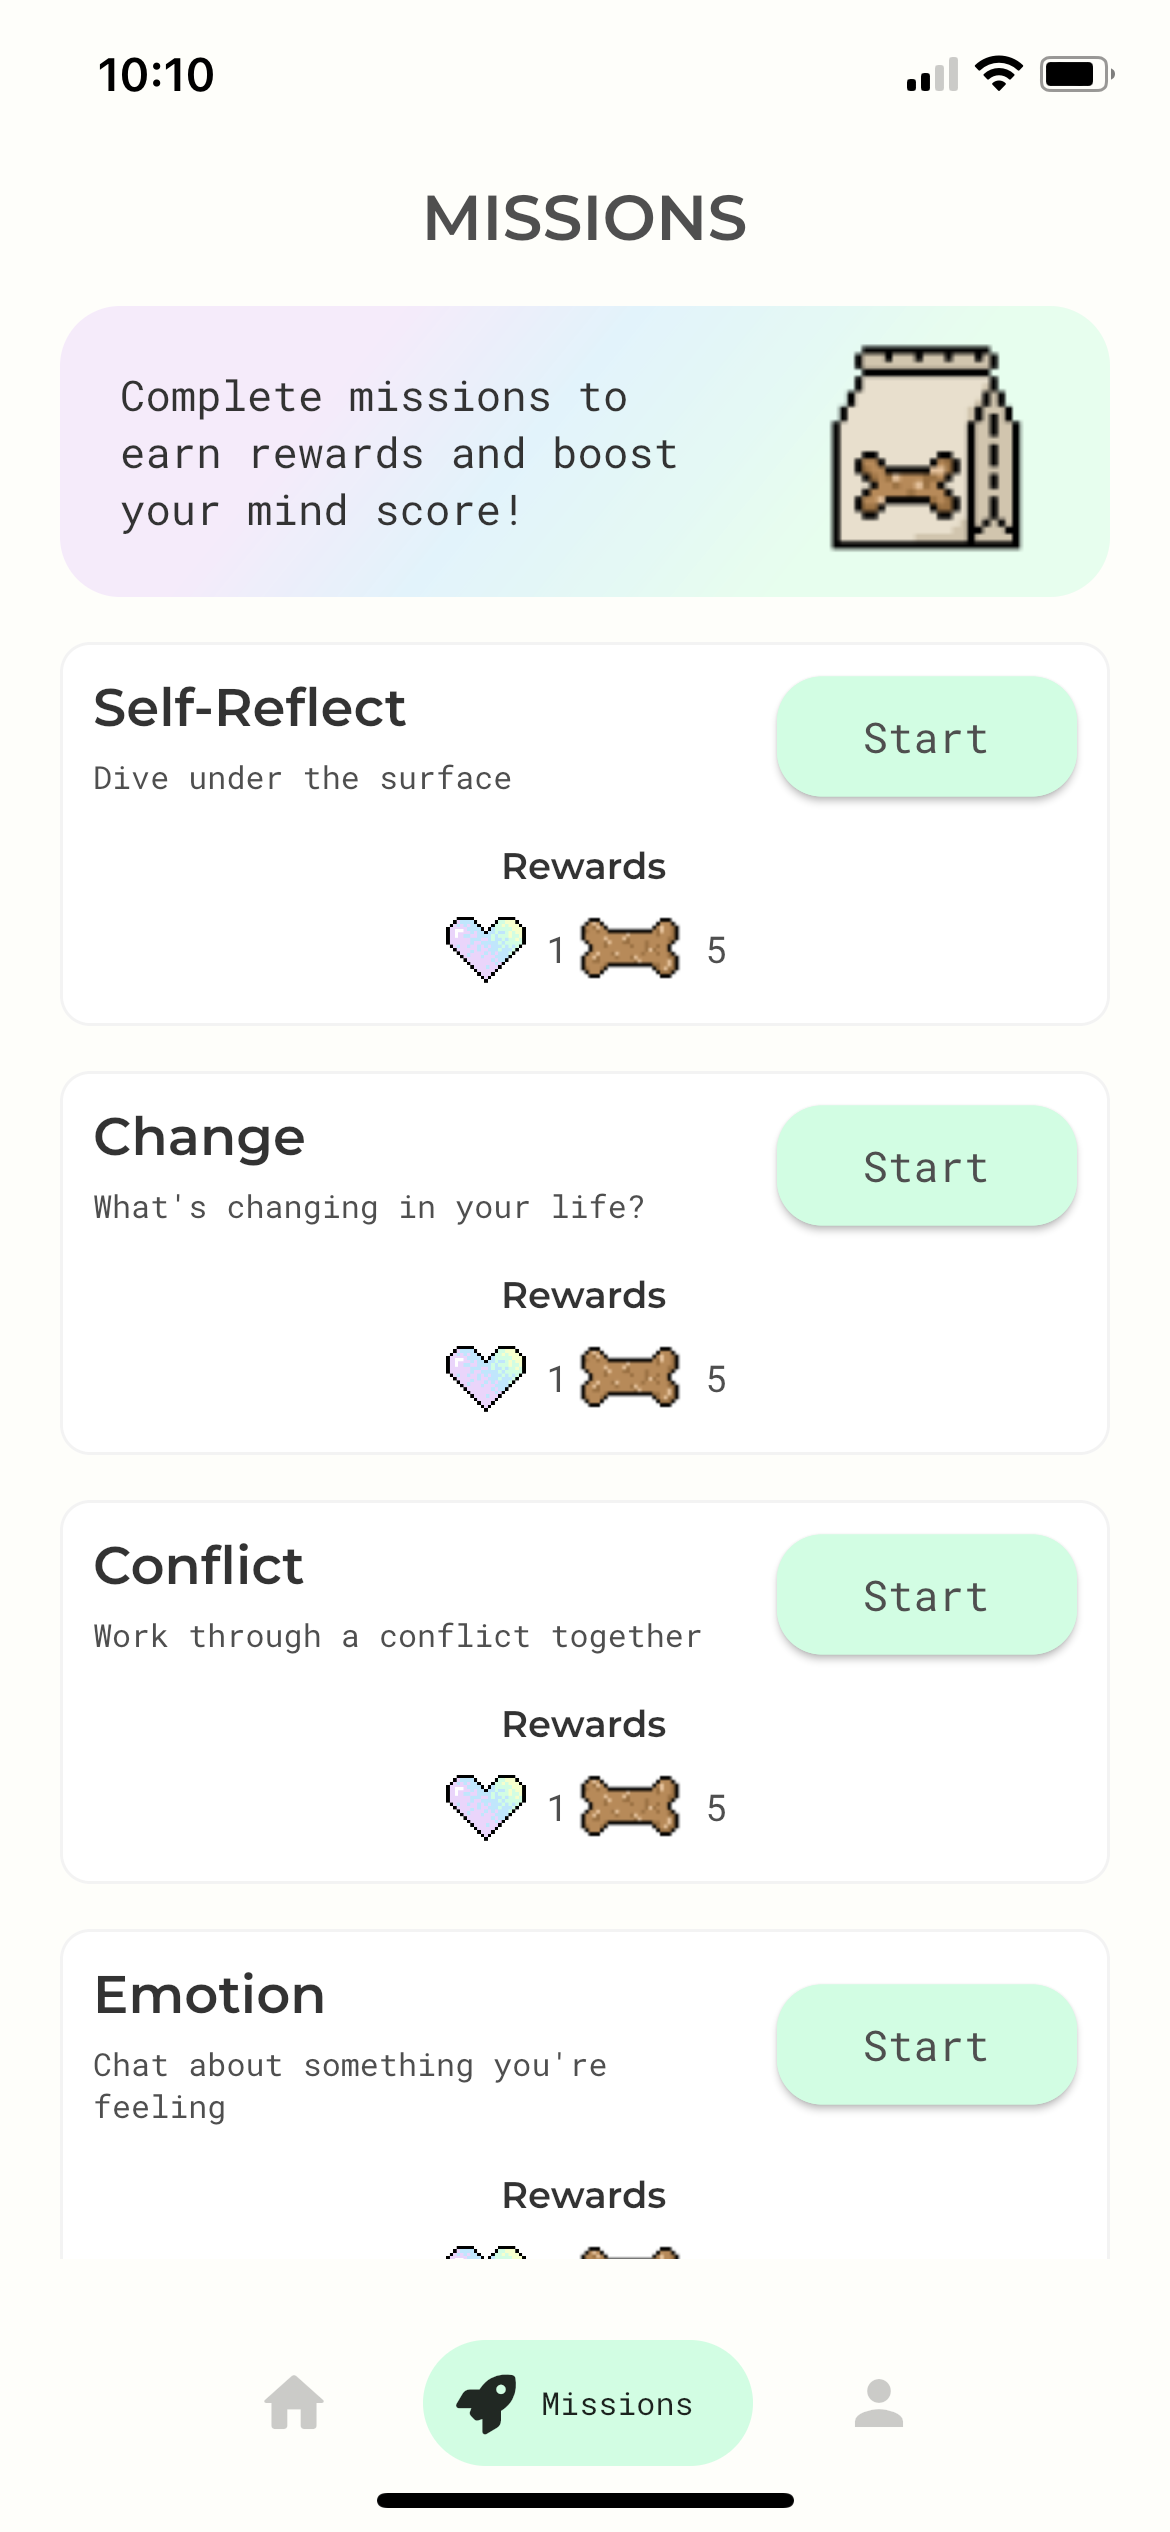 10:10
MISSIONS
Complete missions to
earn rewards and boost
your mind score!
Self-Reflect
Start
Dive under the surface
Rewards
1 5
Change
Start
What's changing in your life?
Rewards
1 5
Conflict
Start
Work through a conflict together
Rewards
1 5
Emotion
Start
Chat about something you're
feeling
Rewards
Missions